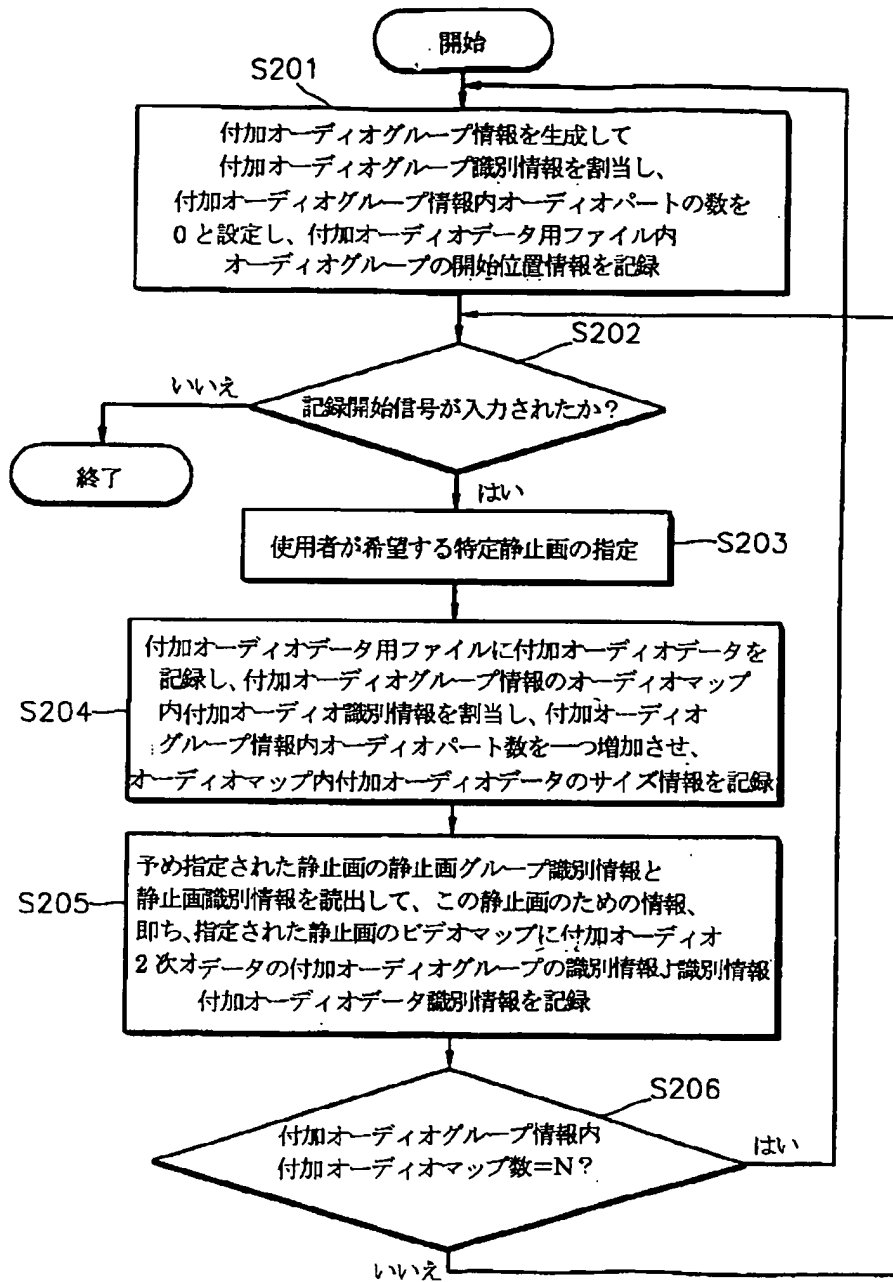 開始
S201
付加オーディオグループ情報を生成して
付加オーディオグループ識別情報を割当し、
付加オーディオグループ情報内オーディオパートの数を
0と設定し、付加オーディオデータ用ファイル内
オーディオグループの開始位置情報を記録
S202
いいえ
記録開始信号が入力されたか?
終了
はい
使用者が希望する特定静止画の指定
S203
付加オーディオデータ用ファイルに付加オーディオデータを
記録し、付加オーディオグループ情報のオーディオマップ
S204
内付加オーディオ識別情報を割当し、付加オーディオ
グループ情報内オーディオパート数を一つ増加させ、
オーディオマップ内付加オーディオデータのサイズ情報を記録
予め指定された静止画の静止画グループ識別情報と
S205
静止画識別情報を読出して、この静止画のための情報、
即ち、指定された静止画のビデオマップに付加オーディオ
2次オデータの付加オーディオグループの識別情報識別情報
付加オーディオデータ識別情報を記録
S206
付加オーディオグループ情報内
付加オーディオマップ数=N?
はい
いいえ